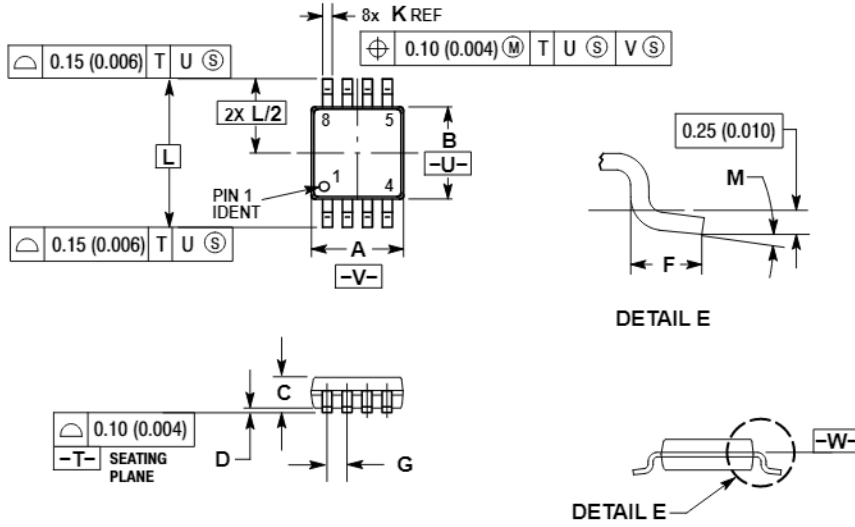 8x K REF
⌖ 0.10 (0.004) Ⓜ T U Ⓢ V Ⓢ
⌓ 0.15 (0.006) T U Ⓢ
2X L/2
8 5
B
-U-
L
0.25 (0.010)
M
PIN 1
IDENT
1 4
⌓ 0.15 (0.006) T U Ⓢ
A
-V-
F
DETAIL E
C
⌓ 0.10 (0.004)
-T- SEATING
PLANE
D
G
-W-
DETAIL E